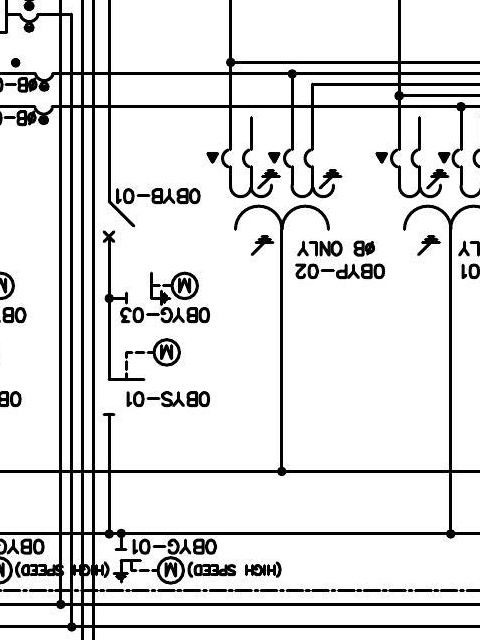 (HIGH SPEED) M (HIGH SPEED) M
0BYG-01 0BYG
0BYS-01 0B
M
0BYG-03 0B
M M
0BYP-02
ØB ONLY
01
LY
0BYB-01
ØB-
ØB-